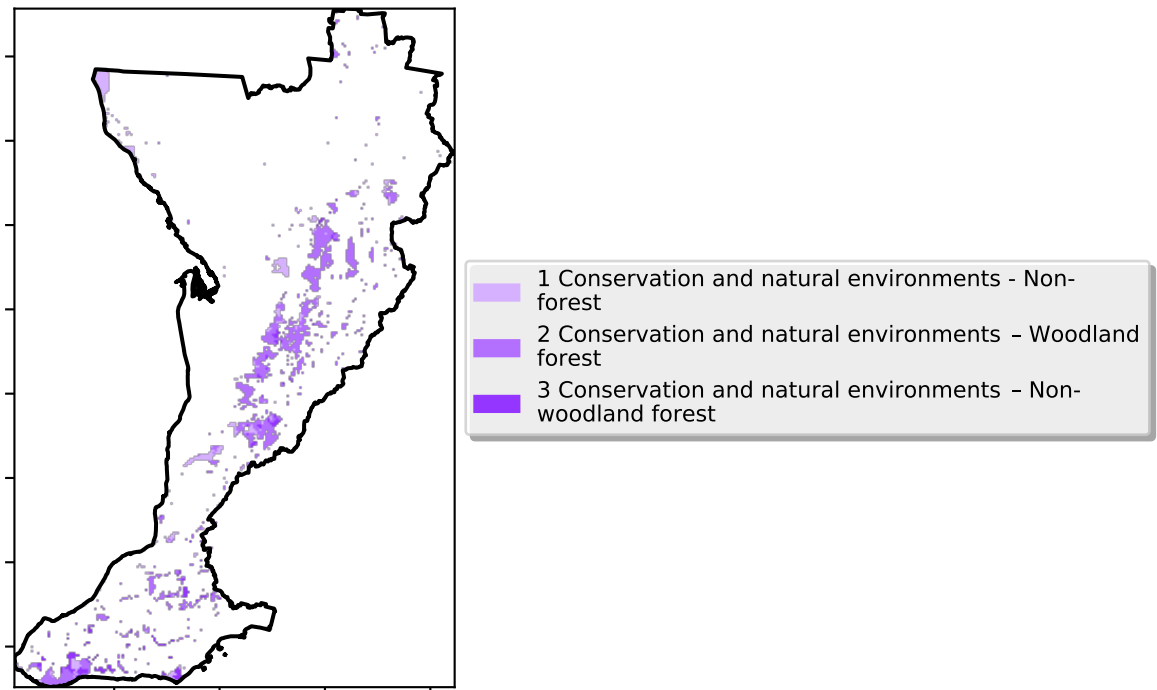 1 Conservation and natural environments - Non-
forest
2 Conservation and natural environments – Woodland
forest
3 Conservation and natural environments – Non-
woodland forest